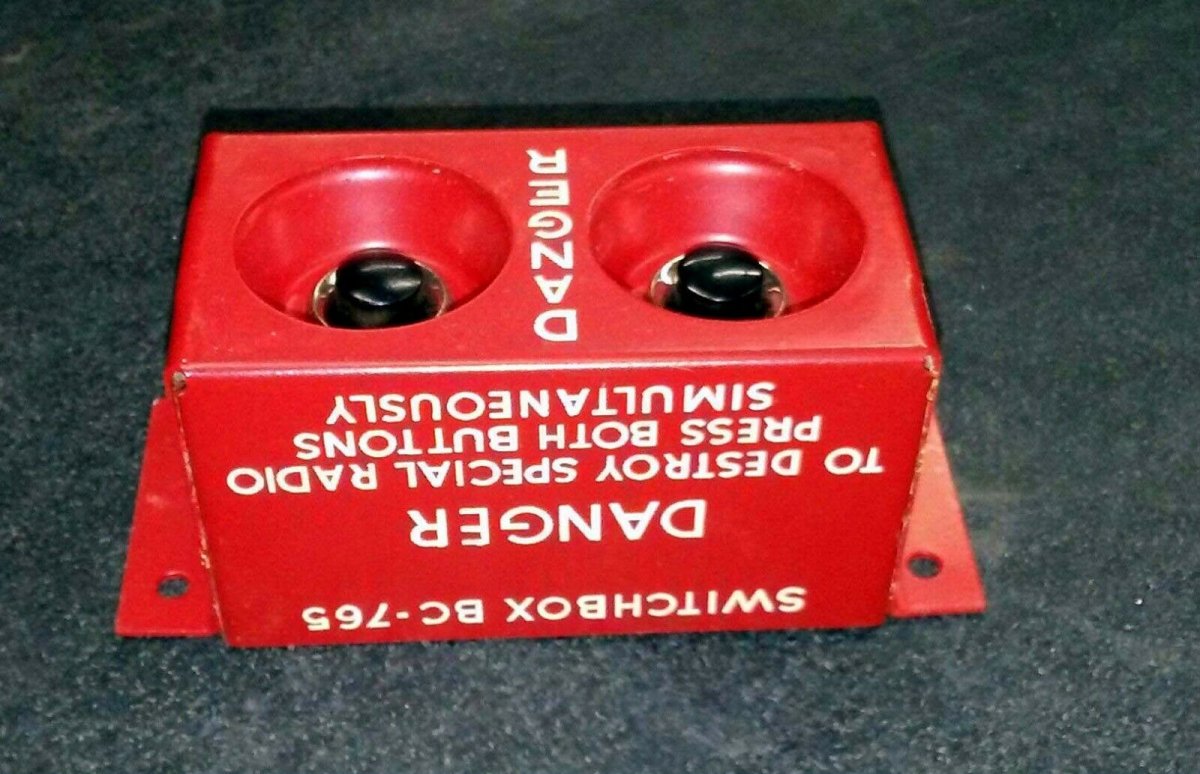 DANGER
SWITCHBOX BC-765
DANGER
TO DESTROY SPECIAL RADIO
PRESS BOTH BUTTONS
SIMULTANEOUSLY